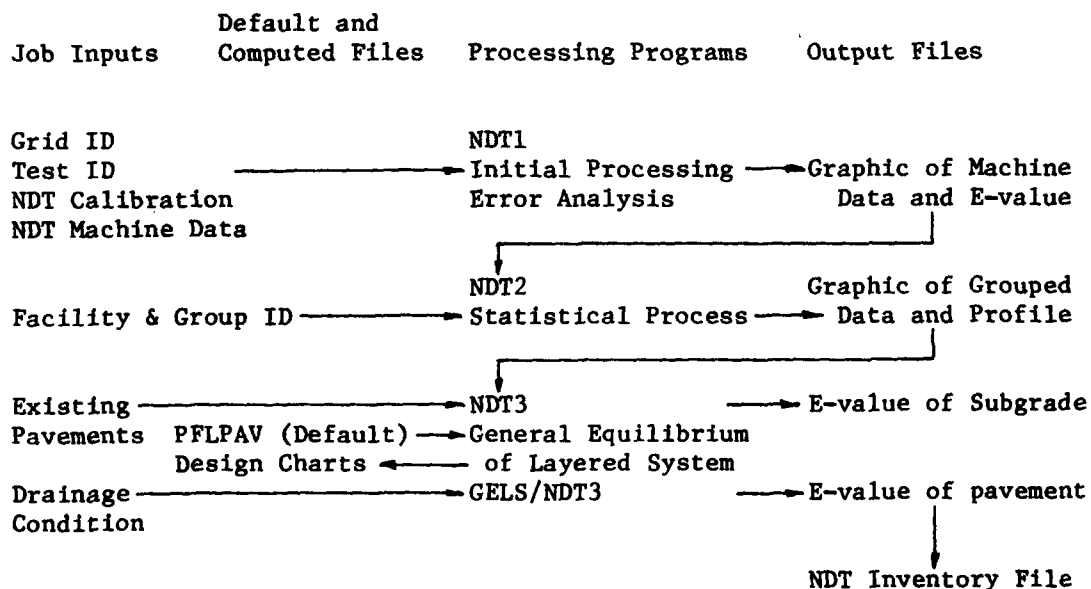 Default and
Job Inputs Computed Files Processing Programs Output Files
Grid ID NDT1
Test ID Initial Processing Graphic of Machine
NDT Calibration Error Analysis Data and E-value
NDT Machine Data
NDT2 Graphic of Grouped
Facility & Group ID Statistical Process Data and Profile
Existing NDT3 E-value of Subgrade
Pavements PFLPAV (Default) General Equilibrium
Design Charts of Layered System
Drainage GELS/NDT3 E-value of pavement
Condition
NDT Inventory File